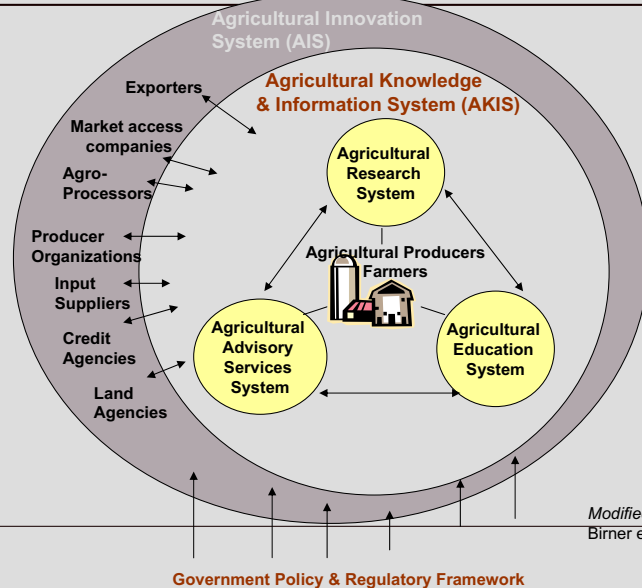 Agricultural Innovation
System (AIS)
Exporters
Agricultural Knowledge
& Information System (AKIS)
Market access
companies
Agro-
Processors
Producer
Organizations
Input
Suppliers
Credit
Agencies
Land
Agencies
Agricultural
Research
System
Agricultural Producers
Farmers
Agricultural
Advisory
Services
System
Agricultural
Education
System
Modified
Birner e
Government Policy & Regulatory Framework